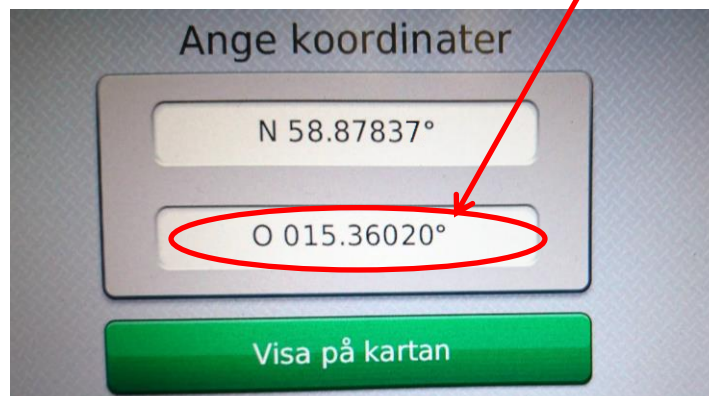 Ange koordinater
N 58.87837°
O 015.36020°
Visa på kartan